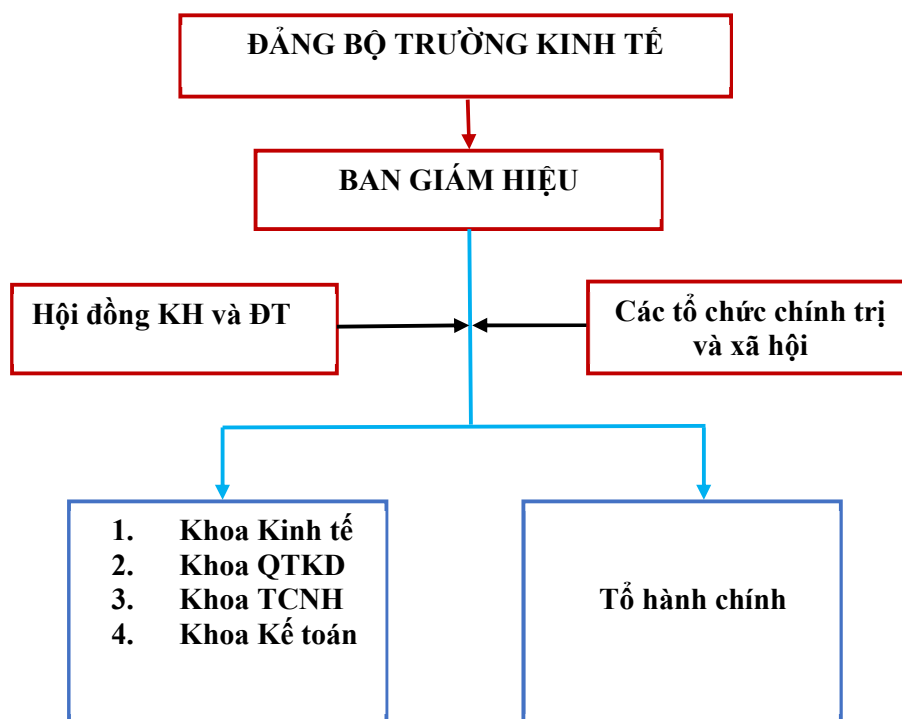 ĐẢNG BỘ TRƯỜNG KINH TẾ
BAN GIÁM HIỆU
Hội đồng KH và ĐT
Các tổ chức chính trị
và xã hội
1. Khoa Kinh tế
2. Khoa QTKD
3. Khoa TCNH
4. Khoa Kế toán
Tổ hành chính